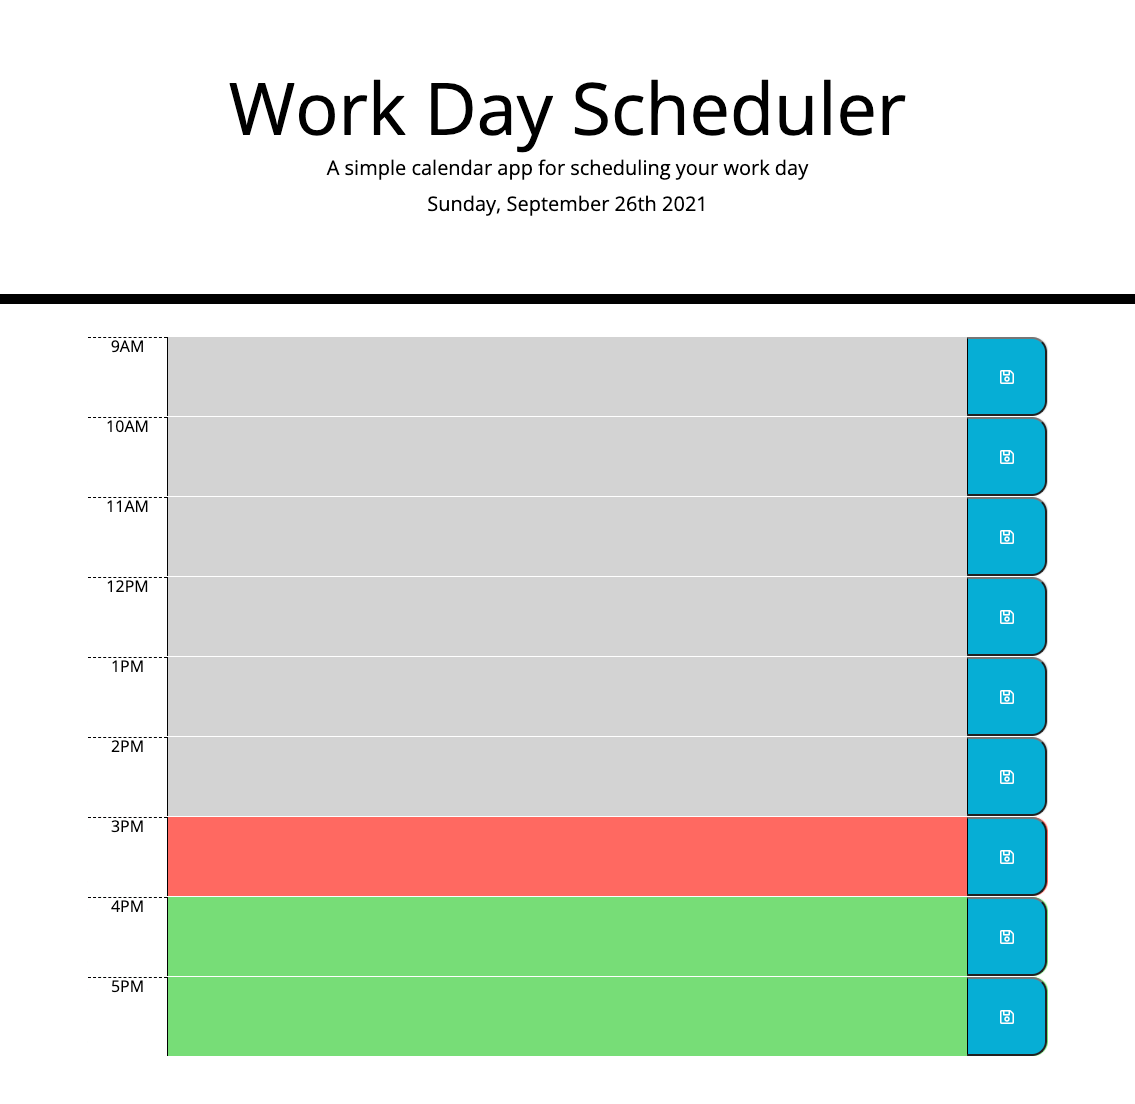 Work Day Scheduler
A simple calendar app for scheduling your work day
Sunday, September 26th 2021
9AM
10AM
11AM
12PM
1PM
2PM
3PM
4PM
5PM